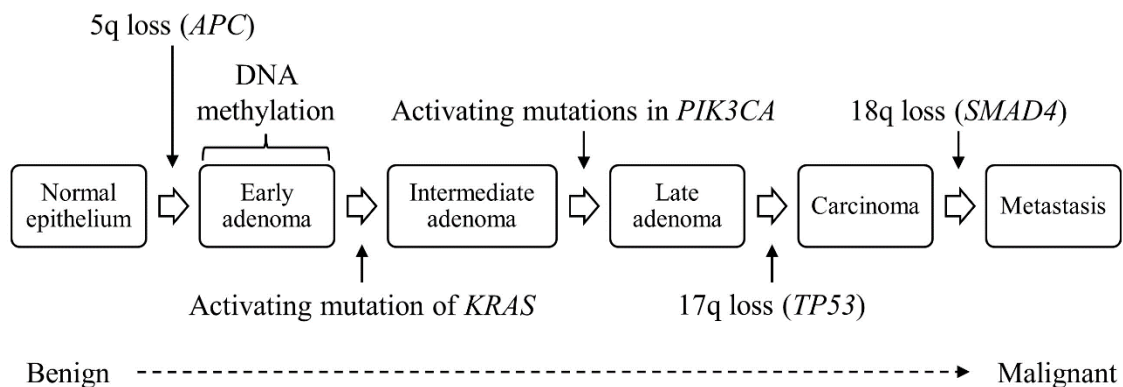 5q loss (APC)
DNA
methylation
Activating mutations in PIK3CA
18q loss (SMAD4)
Normal
epithelium
Early
adenoma
Intermediate
adenoma
Late
adenoma
Carcinoma
Metastasis
Activating mutation of KRAS
17q loss (TP53)
Benign
Malignant